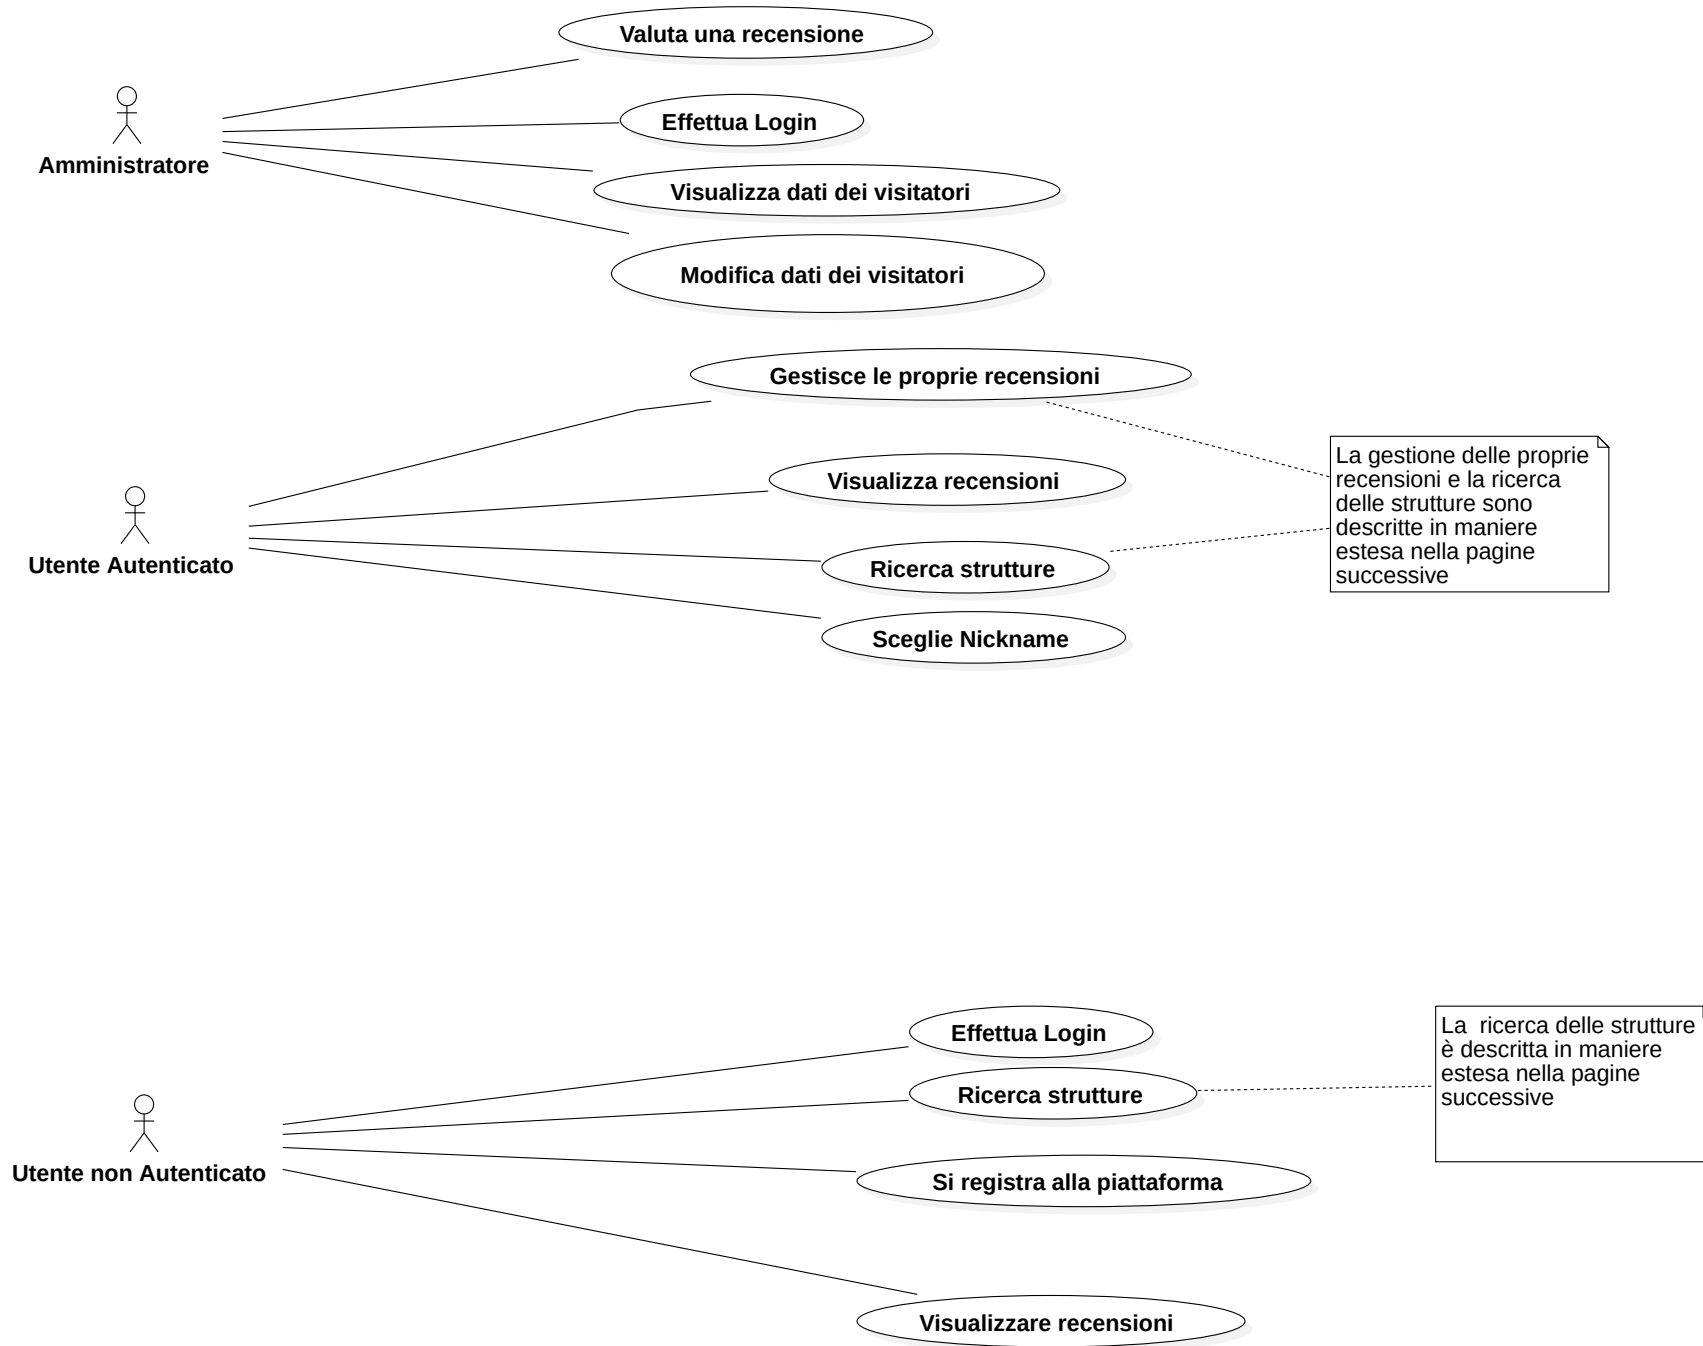 Valuta una recensione
Effettua Login
Amministratore
Visualizza dati dei visitatori
Modifica dati dei visitatori
Gestisce le proprie recensioni
La gestione delle proprie
recensioni e la ricerca
delle strutture sono
descritte in maniere
estesa nella pagine
successive
Visualizza recensioni
Utente Autenticato
Ricerca strutture
Sceglie Nickname
Effettua Login
La  ricerca delle strutture
è descritta in maniere
estesa nella pagine
successive
Ricerca strutture
Utente non Autenticato
Si registra alla piattaforma
Visualizzare recensioni